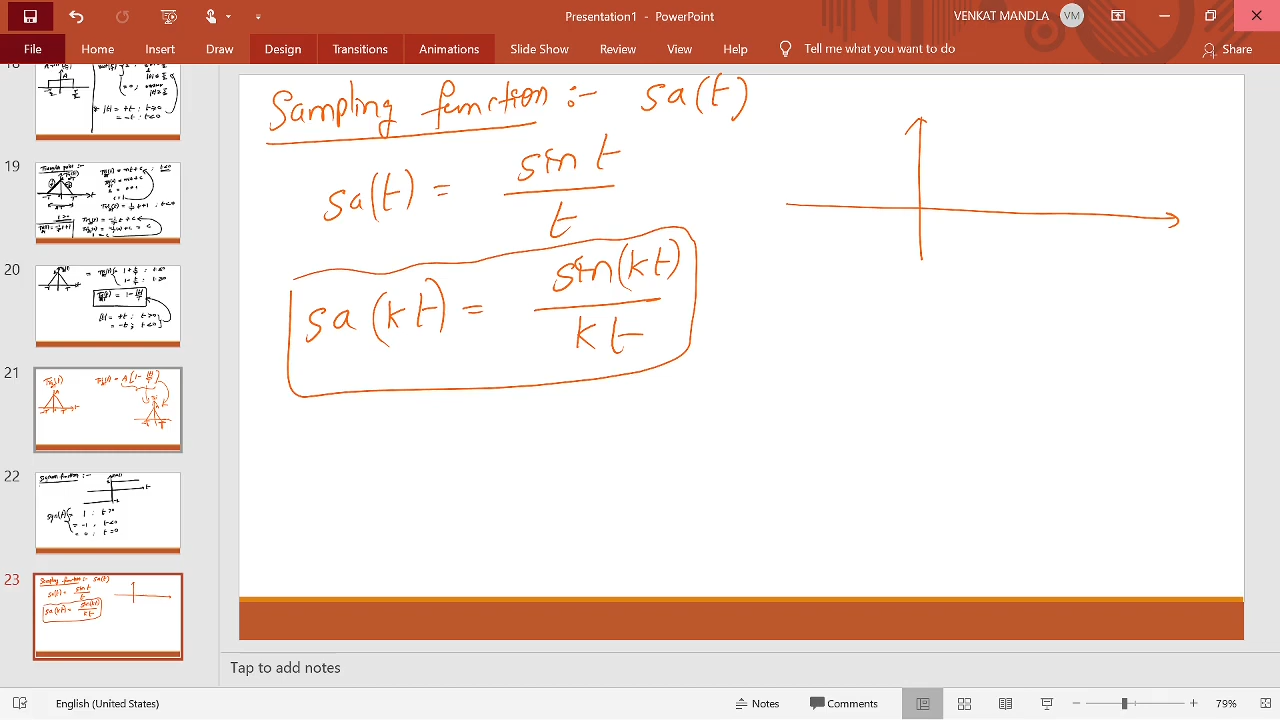 Presentation1 - PowerPoint
VENKAT MANDLA VM
File Home Insert Draw Design Transitions Animations Slide Show Review View Help Tell me what you want to do Share
19
20
21
22
23
Sampling function :- sa(t)
sa(t) = sin t / t
sa(kt) = sin(kt) / kt
Tap to add notes
English (United States) Notes Comments 79%